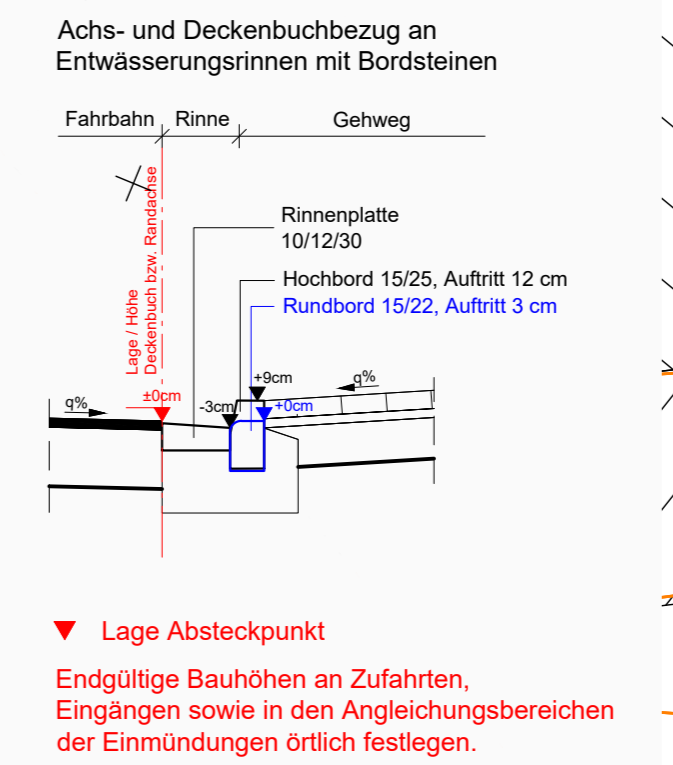 Achs- und Deckenbuchbezug an
Entwässerungsrinnen mit Bordsteinen
Fahrbahn
Rinne
Gehweg
Lage / Höhe
Deckenbuch bzw. Randachse
Rinnenplatte
10/12/30
Hochbord 15/25, Auftritt 12 cm
Rundbord 15/22, Auftritt 3 cm
+9cm
q%
±0cm
q%
-3cm
+0cm
Lage Absteckpunkt
Endgültige Bauhöhen an Zufahrten,
Eingängen sowie in den Angleichungsbereichen
der Einmündungen örtlich festlegen.